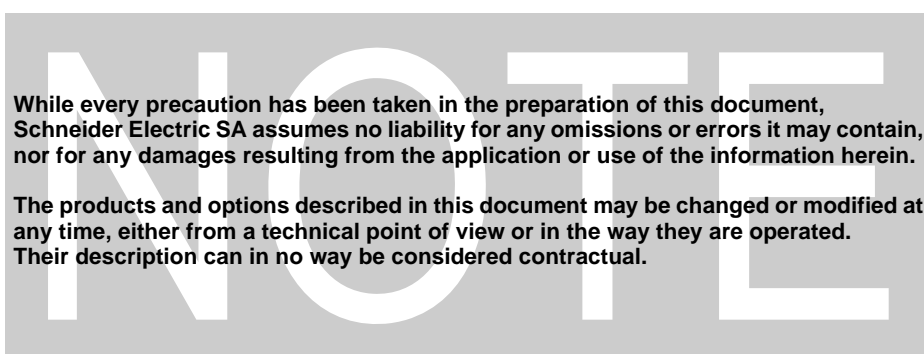 NOTE
While every precaution has been taken in the preparation of this document,
Schneider Electric SA assumes no liability for any omissions or errors it may contain,
nor for any damages resulting from the application or use of the information herein.
The products and options described in this document may be changed or modified at
any time, either from a technical point of view or in the way they are operated.
Their description can in no way be considered contractual.